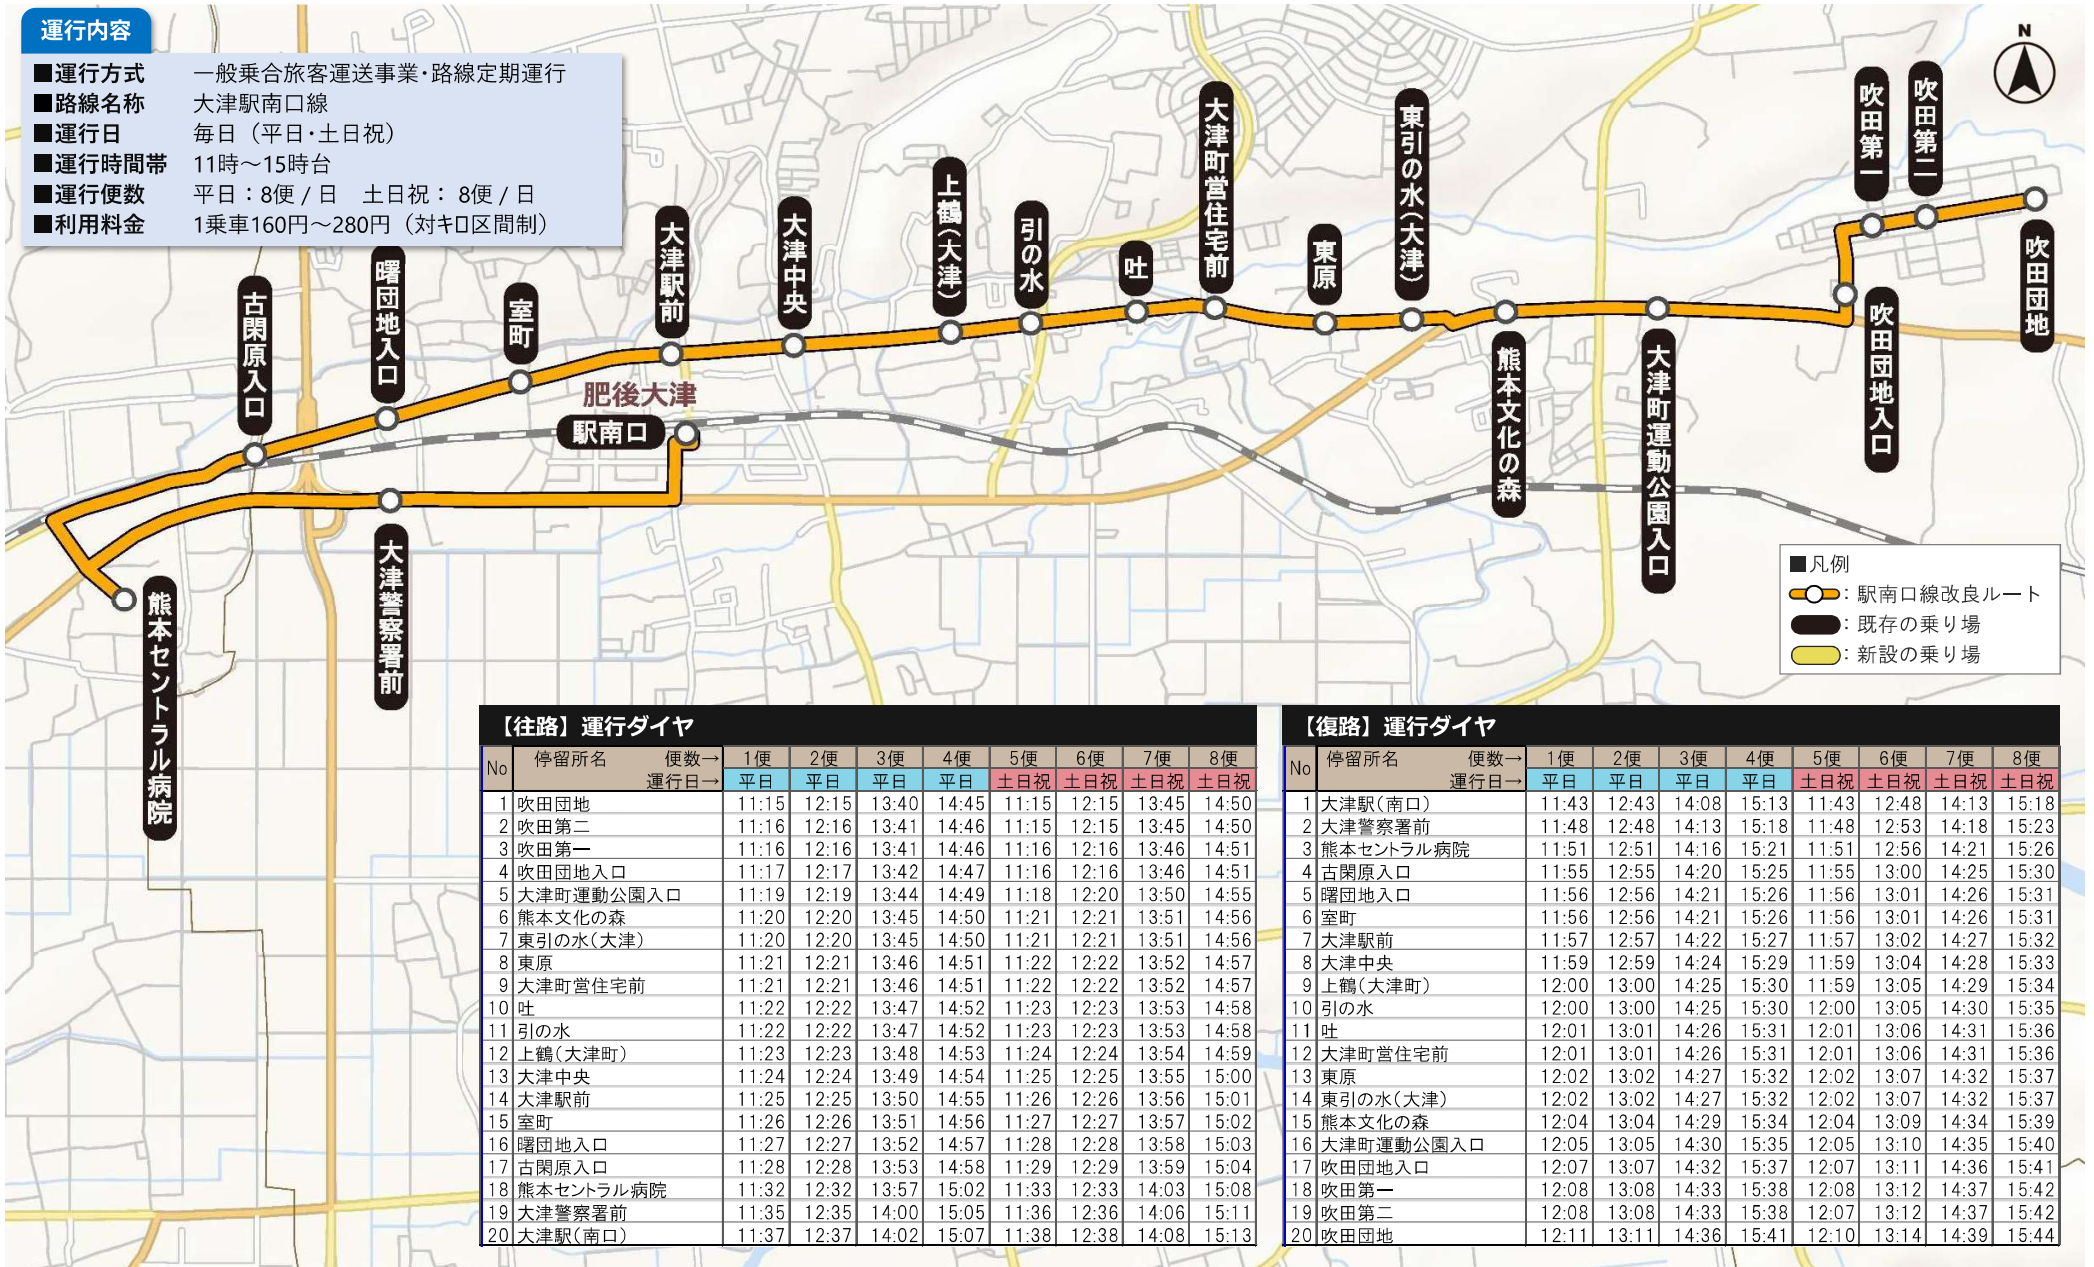 運行内容
■運行方式 一般乗合旅客運送事業・路線定期運行
■路線名称 大津駅南口線
■運行日 毎日（平日・土日祝）
■運行時間帯 11時～15時台
■運行便数 平日：8便 / 日 土日祝： 8便 / 日
■利用料金 1乗車160円～280円（対キロ区間制）
N
古閑原入口
曙団地入口
室町
大津駅前
大津中央
上鶴（大津）
引の水
吐
大津町営住宅前
東原
東引の水（大津）
熊本文化の森
大津町運動公園入口
吹田団地入口
吹田第一
吹田第二
吹田団地
肥後大津
駅南口
大津警察署前
熊本セントラル病院
■凡例
：駅南口線改良ルート
：既存の乗り場
：新設の乗り場
【往路】運行ダイヤ
No 停留所名 便数→ 1便 2便 3便 4便 5便 6便 7便 8便
運行日→ 平日 平日 平日 平日 土日祝 土日祝 土日祝 土日祝
1 吹田団地 11:15 12:15 13:40 14:45 11:15 12:15 13:45 14:50
2 吹田第二 11:16 12:16 13:41 14:46 11:15 12:15 13:45 14:50
3 吹田第一 11:16 12:16 13:41 14:46 11:16 12:16 13:46 14:51
4 吹田団地入口 11:17 12:17 13:42 14:47 11:16 12:16 13:46 14:51
5 大津町運動公園入口 11:19 12:19 13:44 14:49 11:18 12:20 13:50 14:55
6 熊本文化の森 11:20 12:20 13:45 14:50 11:21 12:21 13:51 14:56
7 東引の水（大津） 11:20 12:20 13:45 14:50 11:21 12:21 13:51 14:56
8 東原 11:21 12:21 13:46 14:51 11:22 12:22 13:52 14:57
9 大津町営住宅前 11:21 12:21 13:46 14:51 11:22 12:22 13:52 14:57
10 吐 11:22 12:22 13:47 14:52 11:23 12:23 13:53 14:58
11 引の水 11:22 12:22 13:47 14:52 11:23 12:23 13:53 14:58
12 上鶴（大津町） 11:23 12:23 13:48 14:53 11:24 12:24 13:54 14:59
13 大津中央 11:24 12:24 13:49 14:54 11:25 12:25 13:55 15:00
14 大津駅前 11:25 12:25 13:50 14:55 11:26 12:26 13:56 15:01
15 室町 11:26 12:26 13:51 14:56 11:27 12:27 13:57 15:02
16 曙団地入口 11:27 12:27 13:52 14:57 11:28 12:28 13:58 15:03
17 古閑原入口 11:28 12:28 13:53 14:58 11:29 12:29 13:59 15:04
18 熊本セントラル病院 11:32 12:32 13:57 15:02 11:33 12:33 14:03 15:08
19 大津警察署前 11:35 12:35 14:00 15:05 11:36 12:36 14:06 15:11
20 大津駅（南口） 11:37 12:37 14:02 15:07 11:38 12:38 14:08 15:13
【復路】運行ダイヤ
No 停留所名 便数→ 1便 2便 3便 4便 5便 6便 7便 8便
運行日→ 平日 平日 平日 平日 土日祝 土日祝 土日祝 土日祝
1 大津駅（南口） 11:43 12:43 14:08 15:13 11:43 12:48 14:13 15:18
2 大津警察署前 11:48 12:48 14:13 15:18 11:48 12:53 14:18 15:23
3 熊本セントラル病院 11:51 12:51 14:16 15:21 11:51 12:56 14:21 15:26
4 古閑原入口 11:55 12:55 14:20 15:25 11:55 13:00 14:25 15:30
5 曙団地入口 11:56 12:56 14:21 15:26 11:56 13:01 14:26 15:31
6 室町 11:56 12:56 14:21 15:26 11:56 13:01 14:26 15:31
7 大津駅前 11:57 12:57 14:22 15:27 11:57 13:02 14:27 15:32
8 大津中央 11:59 12:59 14:24 15:29 11:59 13:04 14:28 15:33
9 上鶴（大津町） 12:00 13:00 14:25 15:30 11:59 13:05 14:29 15:34
10 引の水 12:00 13:00 14:25 15:30 12:00 13:05 14:30 15:35
11 吐 12:01 13:01 14:26 15:31 12:01 13:06 14:31 15:36
12 大津町営住宅前 12:01 13:01 14:26 15:31 12:01 13:06 14:31 15:36
13 東原 12:02 13:02 14:27 15:32 12:02 13:07 14:32 15:37
14 東引の水（大津） 12:02 13:02 14:27 15:32 12:02 13:07 14:32 15:37
15 熊本文化の森 12:04 13:04 14:29 15:34 12:04 13:09 14:34 15:39
16 大津町運動公園入口 12:05 13:05 14:30 15:35 12:05 13:10 14:35 15:40
17 吹田団地入口 12:07 13:07 14:32 15:37 12:07 13:11 14:36 15:41
18 吹田第一 12:08 13:08 14:33 15:38 12:08 13:12 14:37 15:42
19 吹田第二 12:08 13:08 14:33 15:38 12:07 13:12 14:37 15:42
20 吹田団地 12:11 13:11 14:36 15:41 12:10 13:14 14:39 15:44